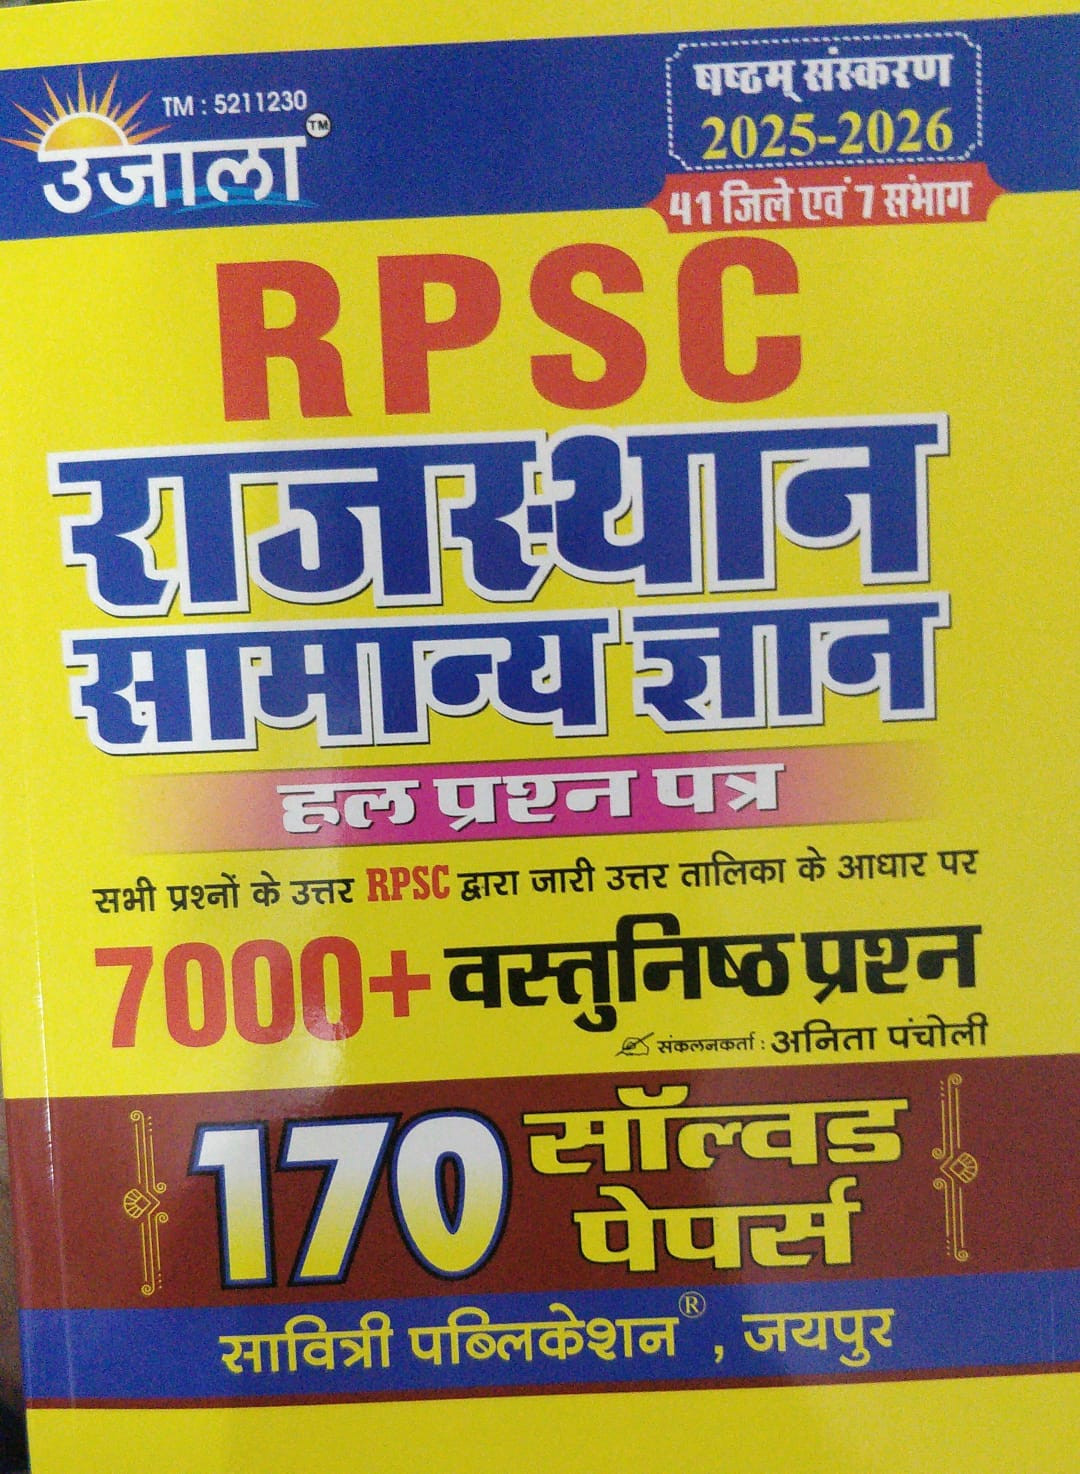 TM : 5211230
उजाला TM
षष्ठम् संस्करण
2025-2026
41 जिले एवं 7 संभाग
RPSC
राजस्थान
सामान्य ज्ञान
हल प्रश्न पत्र
सभी प्रश्नों के उत्तर RPSC द्वारा जारी उत्तर तालिका के आधार पर
7000+ वस्तुनिष्ठ प्रश्न
संकलनकर्ता : अनिता पंचोली
170 सॉल्वड
पेपर्स
सावित्री पब्लिकेशन ® , जयपुर